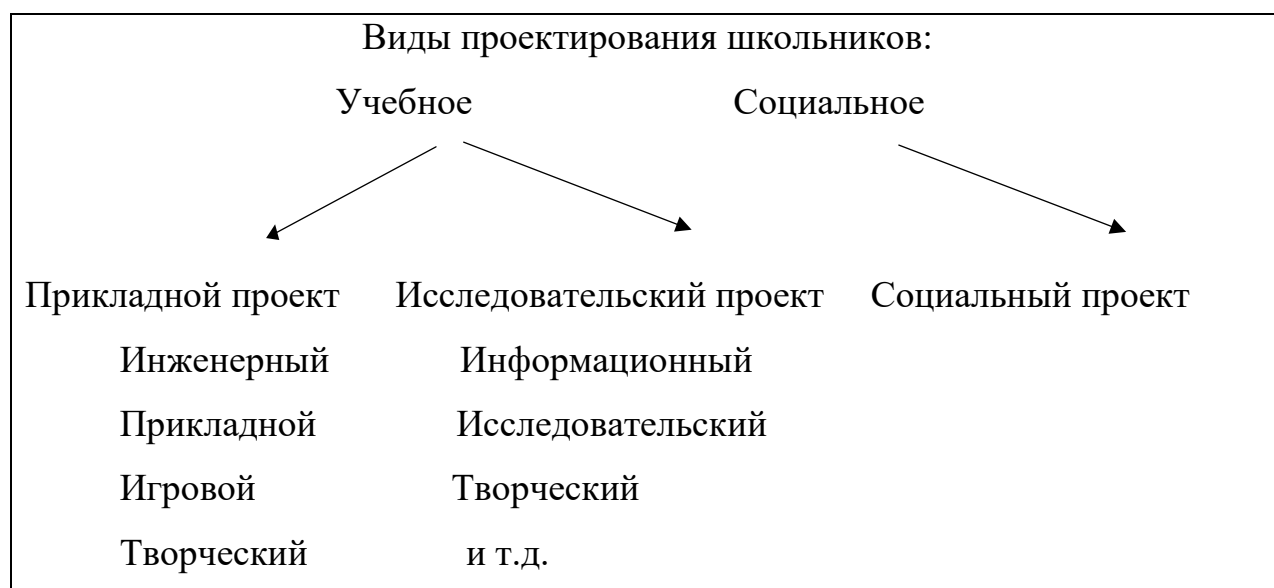 Виды проектирования школьников:
Учебное Социальное
Прикладной проект Исследовательский проект Социальный проект
Инженерный Информационный
Прикладной Исследовательский
Игровой Творческий
Творческий и т.д.